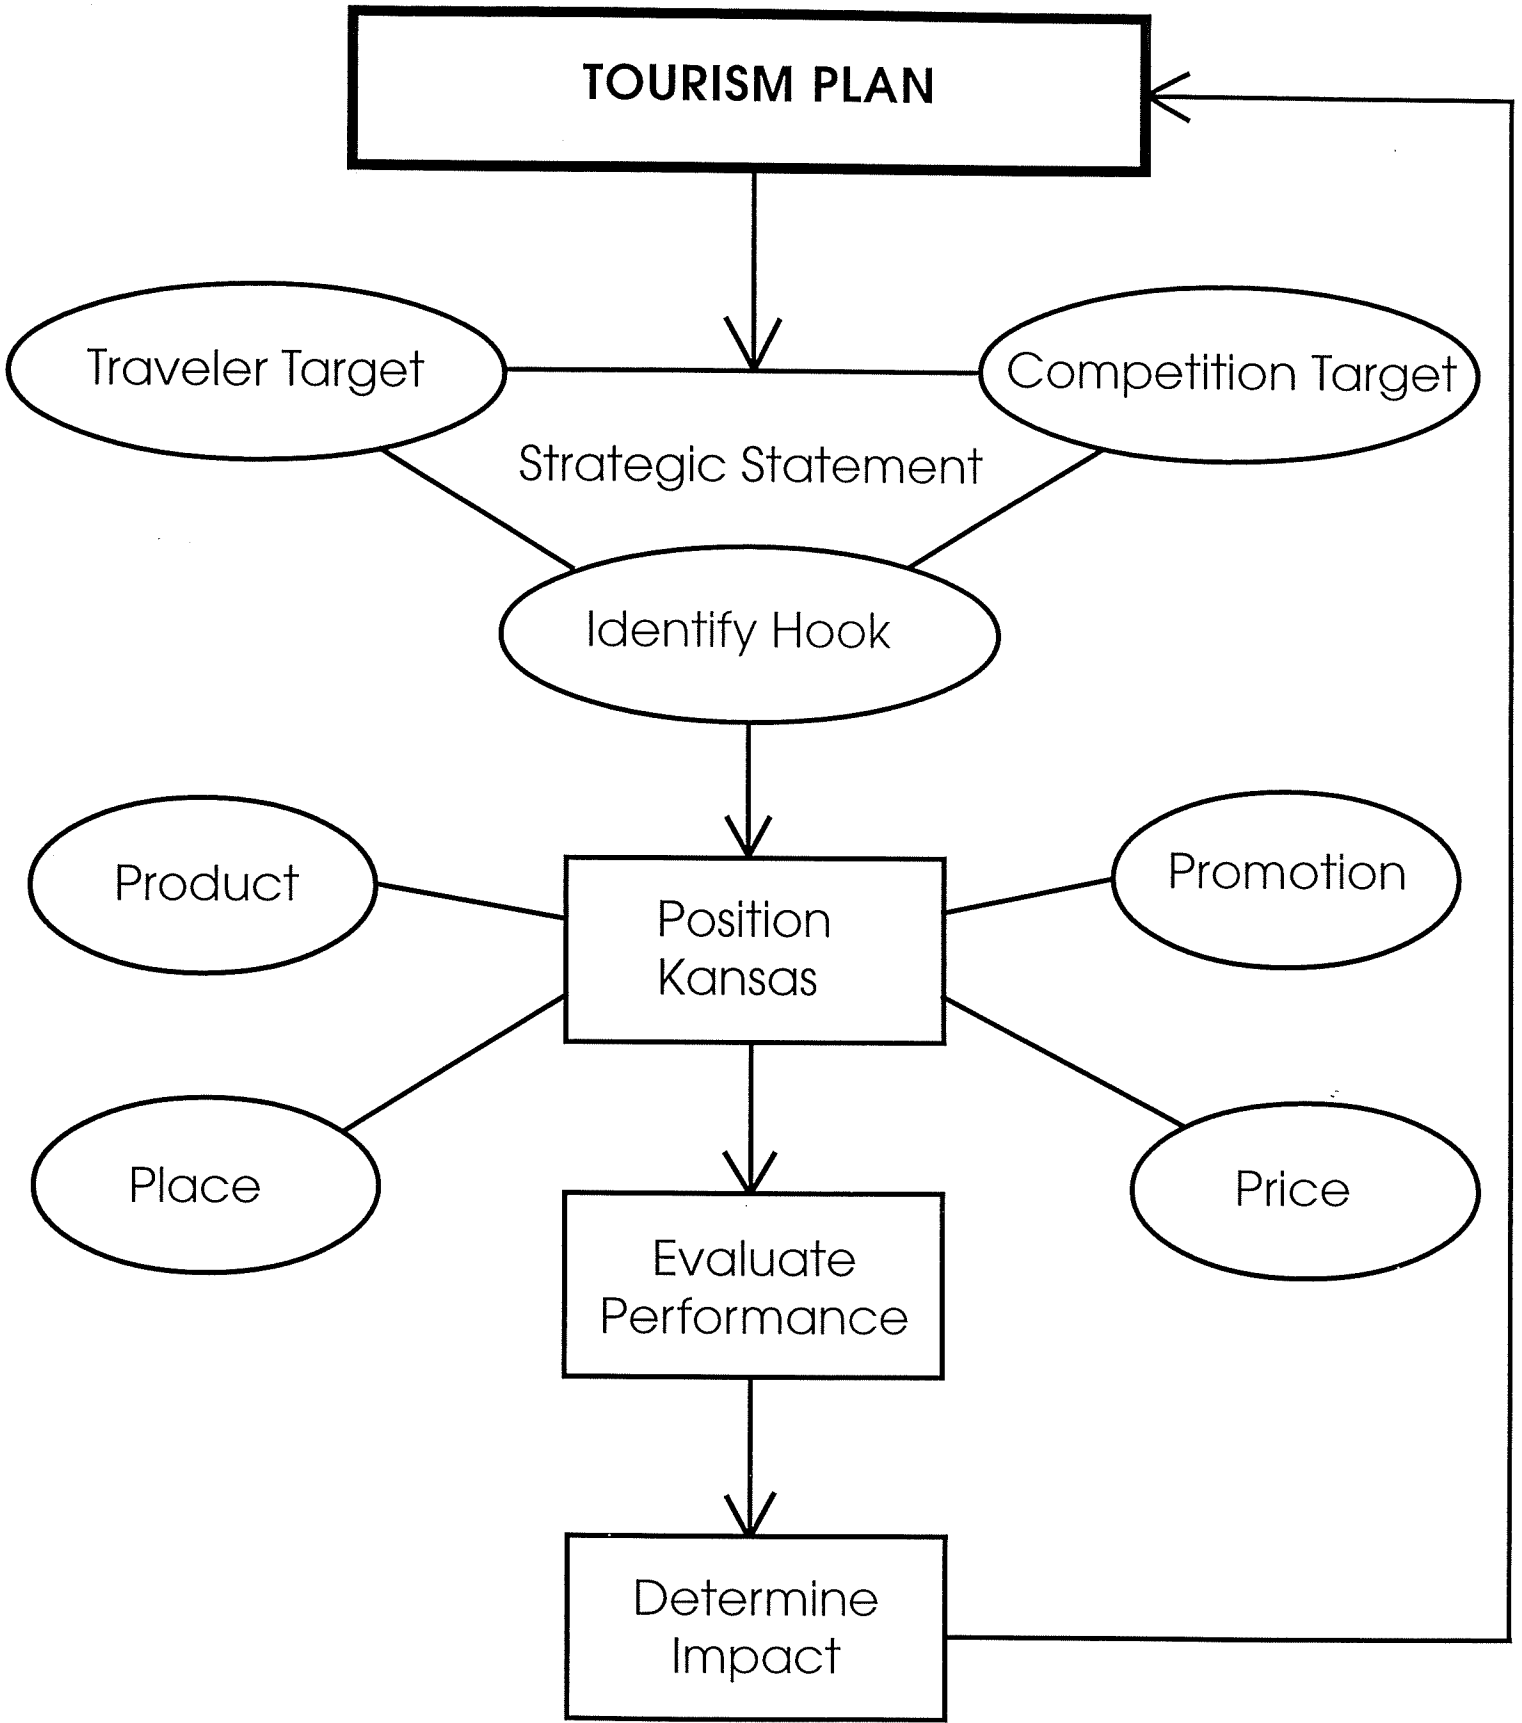 TOURISM PLAN
Traveler Target
Competition Target
Strategic Statement
Identify Hook
Product
Promotion
Position
Kansas
Place
Price
Evaluate
Performance
Determine
Impact